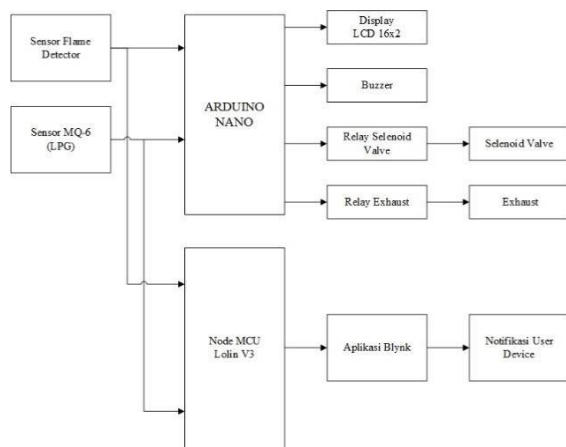 Sensor Flame
Detector
Sensor MQ-6
(LPG)
ARDUINO
NANO
Display
LCD 16x2
Buzzer
Relay Selenoid
Valve
Selenoid Valve
Relay Exhaust
Exhaust
Node MCU
Lolin V3
Aplikasi Blynk
Notifikasi User
Device